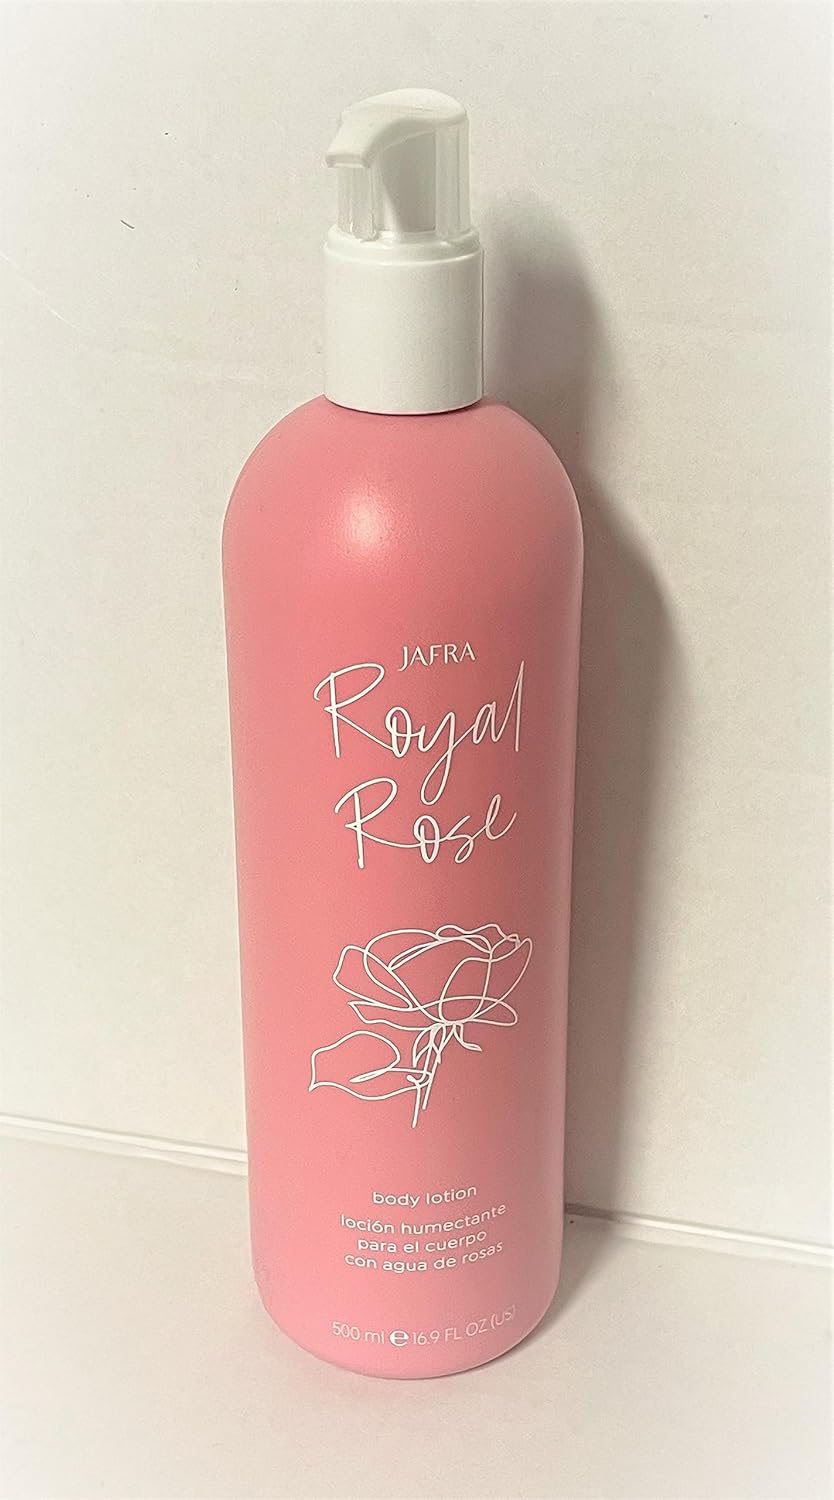 JAFRA
Royal
Rose
body lotion
loción humectante
para el cuerpo
con agua de rosas
500 ml ℮ 16.9 FL OZ (US)